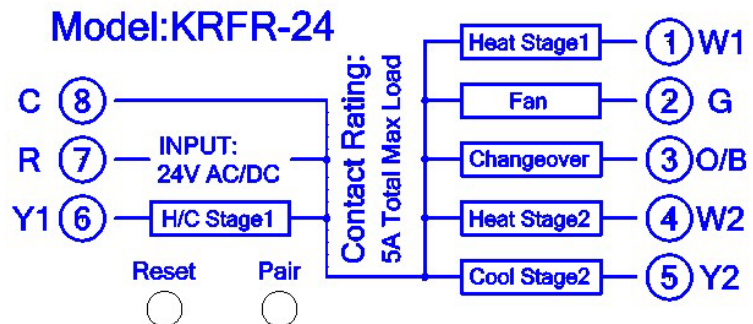 Model:KRFR-24
C 8
R 7 INPUT:
24V AC/DC
Y1 6 H/C Stage1
Reset Pair
Contact Rating:
5A Total Max Load
Heat Stage1 1 W1
Fan 2 G
Changeover 3 O/B
Heat Stage2 4 W2
Cool Stage2 5 Y2